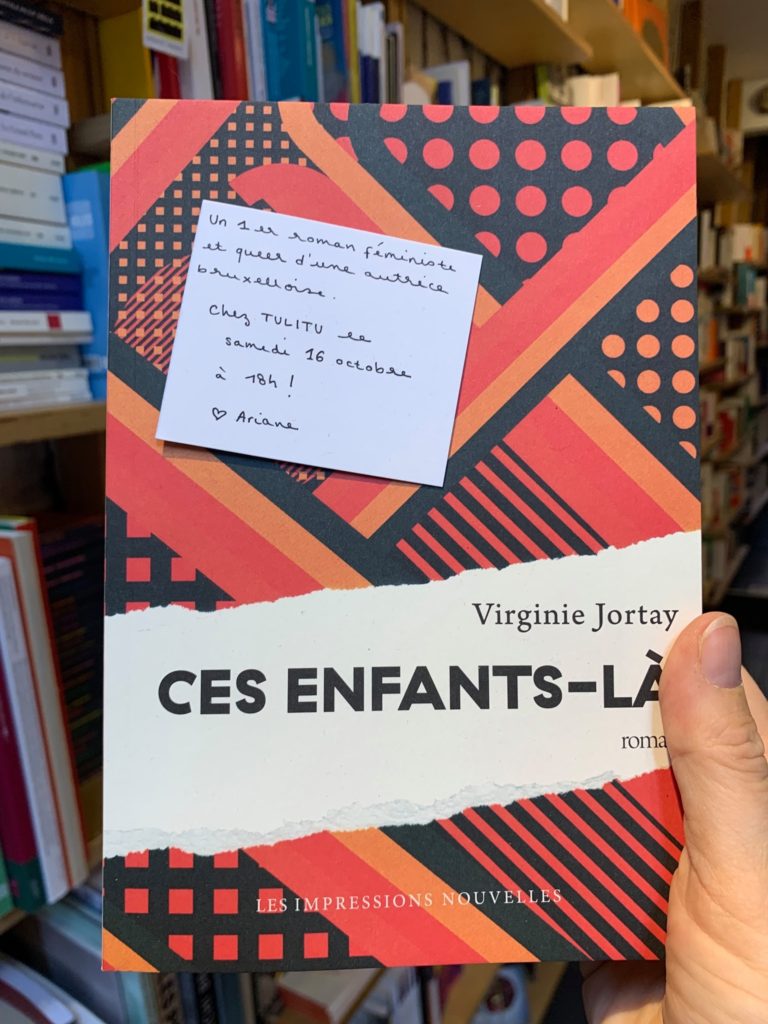 Un 1er roman féministe
et queer d'une autrice
bruxelloise.
Chez TULITU le
samedi 16 octobre
à 18h !
♡ Ariane
Virginie Jortay
CES ENFANTS-LÀ
roma
LES IMPRESSIONS NOUVELLES